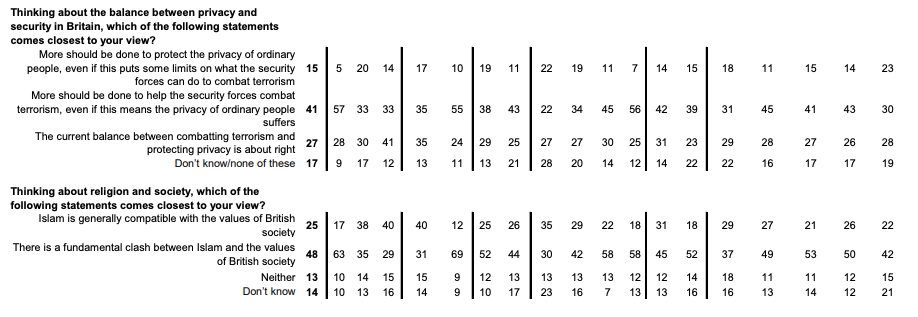 Thinking about the balance between privacy and
security in Britain, which of the following statements
comes closest to your view?
More should be done to protect the privacy of ordinary
people, even if this puts some limits on what the security 15 5 20 14 17 10 19 11 22 19 11 7 14 15 18 11 15 14 23
forces can do to combat terrorism
More should be done to help the security forces combat
terrorism, even if this means the privacy of ordinary people 41 57 33 33 35 55 38 43 22 34 45 56 42 39 31 45 41 43 30
suffers
The current balance between combatting terrorism and
protecting privacy is about right 27 28 30 41 35 24 29 25 27 27 30 25 31 23 29 28 27 26 28
Don't know/none of these 17 9 17 12 13 11 13 21 28 20 14 12 14 22 22 16 17 17 19
Thinking about religion and society, which of the
following statements comes closest to your view?
Islam is generally compatible with the values of British
society 25 17 38 40 40 12 25 26 35 29 22 18 31 18 29 27 21 26 22
There is a fundamental clash between Islam and the values
of British society 48 63 35 29 31 69 52 44 30 42 58 58 45 52 37 49 53 50 42
Neither 13 10 14 15 15 9 12 13 13 13 13 12 12 14 18 11 11 12 15
Don't know 14 10 13 16 14 9 10 17 23 16 7 13 13 16 16 13 14 12 21